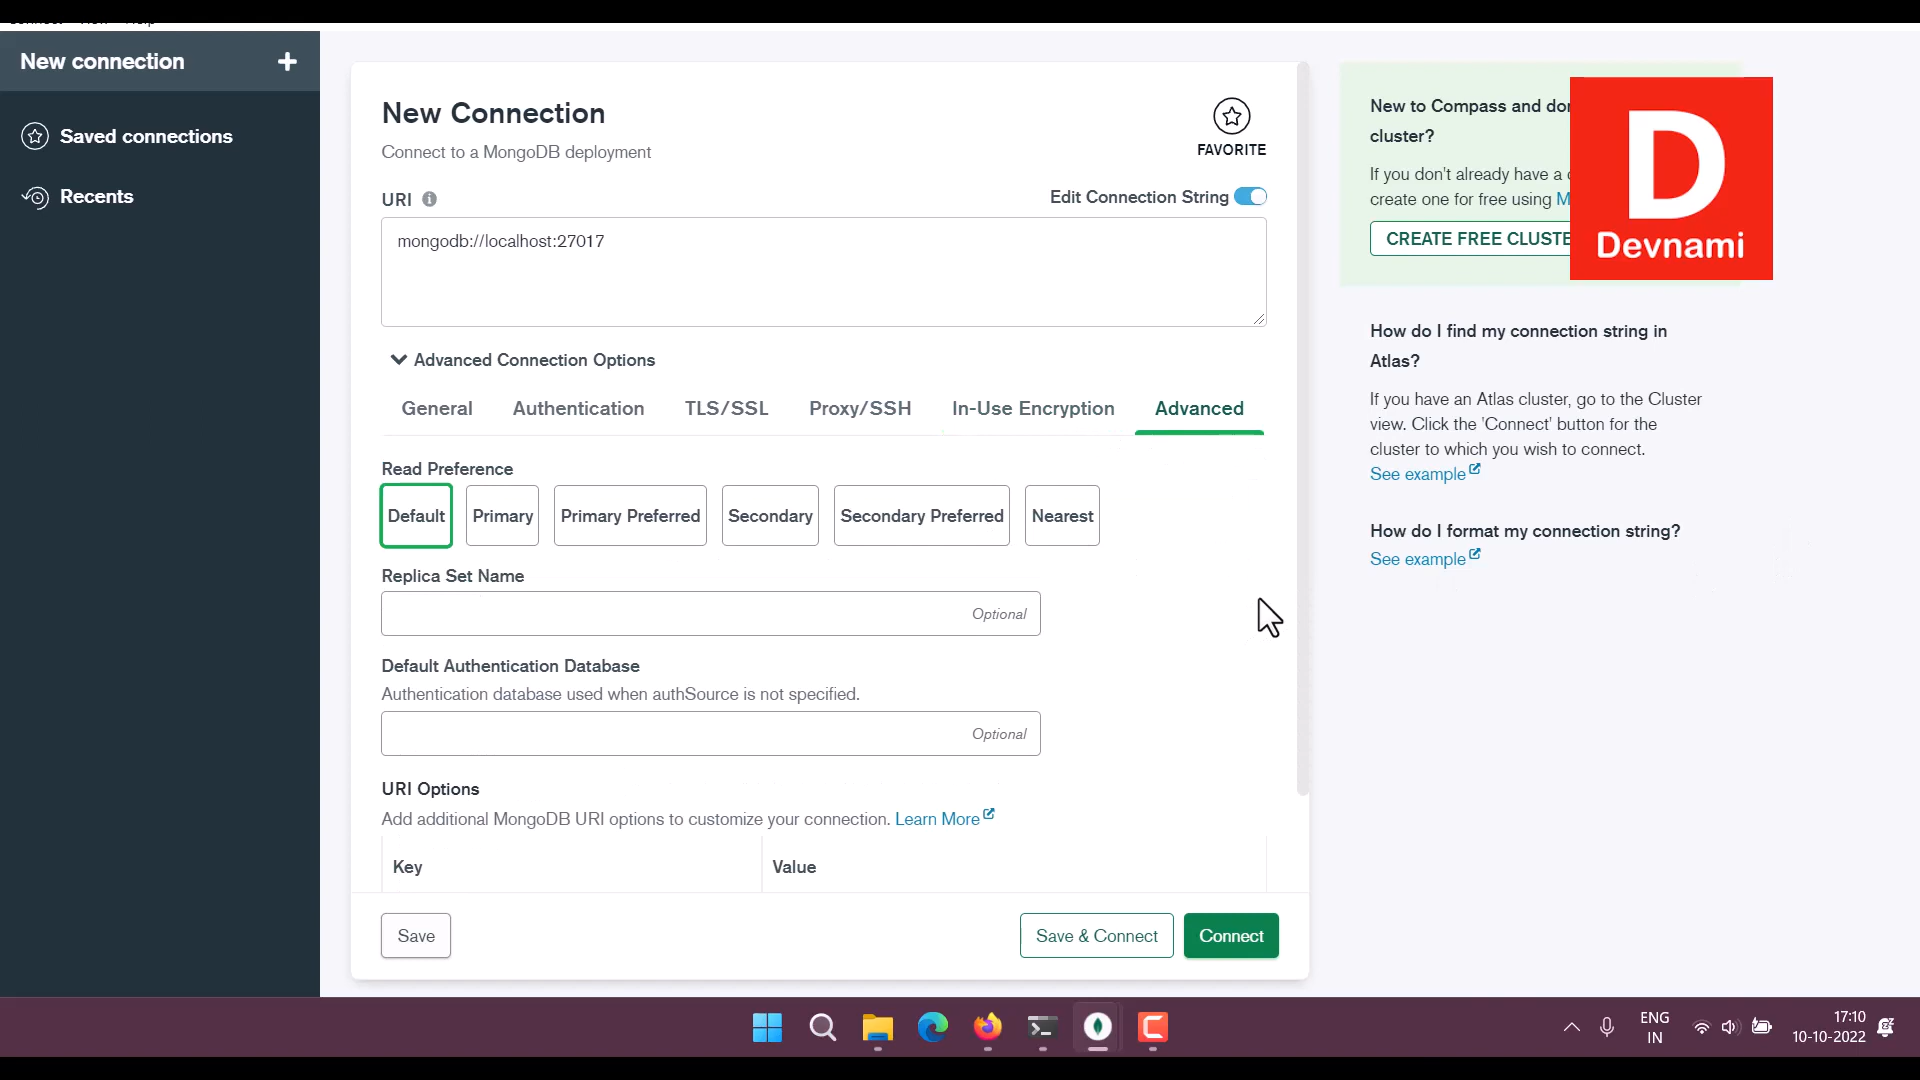 New connection
Saved connections
Recents
New Connection
Connect to a MongoDB deployment
FAVORITE
URI
Edit Connection String
mongodb://localhost:27017
Advanced Connection Options
General Authentication TLS/SSL Proxy/SSH In-Use Encryption Advanced
Read Preference
Default Primary Primary Preferred Secondary Secondary Preferred Nearest
Replica Set Name
Optional
Default Authentication Database
Authentication database used when authSource is not specified.
Optional
URI Options
Add additional MongoDB URI options to customize your connection. Learn More
Key Value
Save Save & Connect Connect
New to Compass and
cluster?
If you don't already have a
create one for free using
CREATE FREE
D
Devnami
How do I find my connection string in
Atlas?
If you have an Atlas cluster, go to the Cluster
view. Click the 'Connect' button for the
cluster to which you wish to connect.
See example
How do I format my connection string?
See example
ENG
IN
17:10
10-10-2022